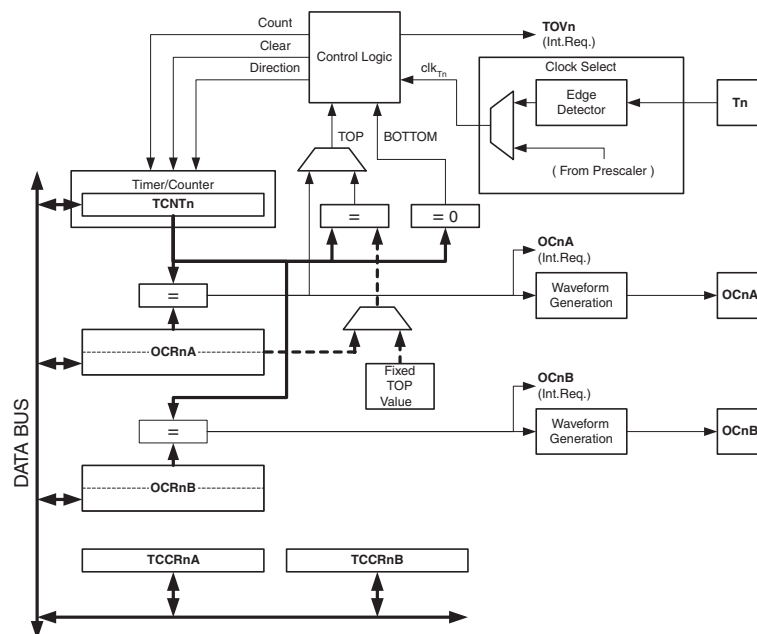 Count
Clear
Direction
Control Logic
TOVn
(Int.Req.)
clkTn
Clock Select
Edge
Detector
Tn
( From Prescaler )
TOP
BOTTOM
Timer/Counter
TCNTn
=
= 0
OCnA
(Int.Req.)
=
Waveform
Generation
OCnA
OCRnA
Fixed
TOP
Value
OCnB
(Int.Req.)
=
Waveform
Generation
OCnB
OCRnB
DATA BUS
TCCRnA
TCCRnB